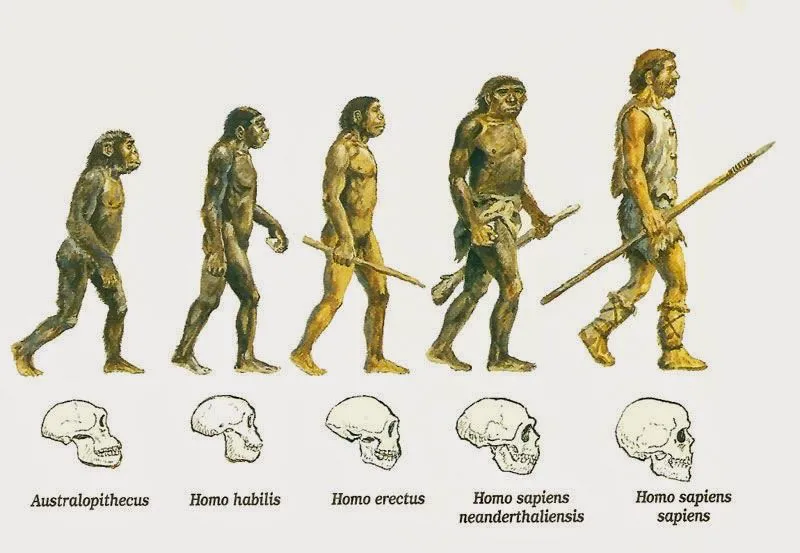 Australopithecus
Homo habilis
Homo erectus
Homo sapiens
neanderthaliensis
Homo sapiens
sapiens